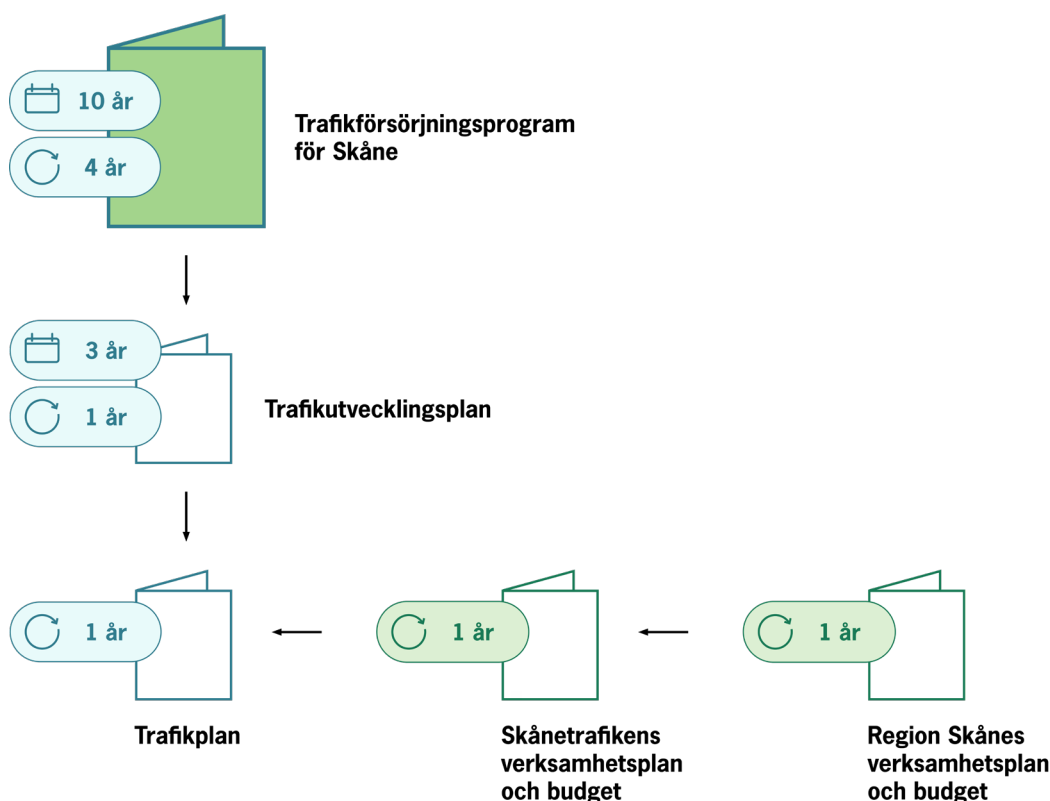 10 år
4 år
Trafikförsörjningsprogram
för Skåne
3 år
1 år
Trafikutvecklingsplan
1 år
1 år
1 år
Trafikplan
Skånetrafikens
verksamhetsplan
och budget
Region Skånes
verksamhetsplan
och budget